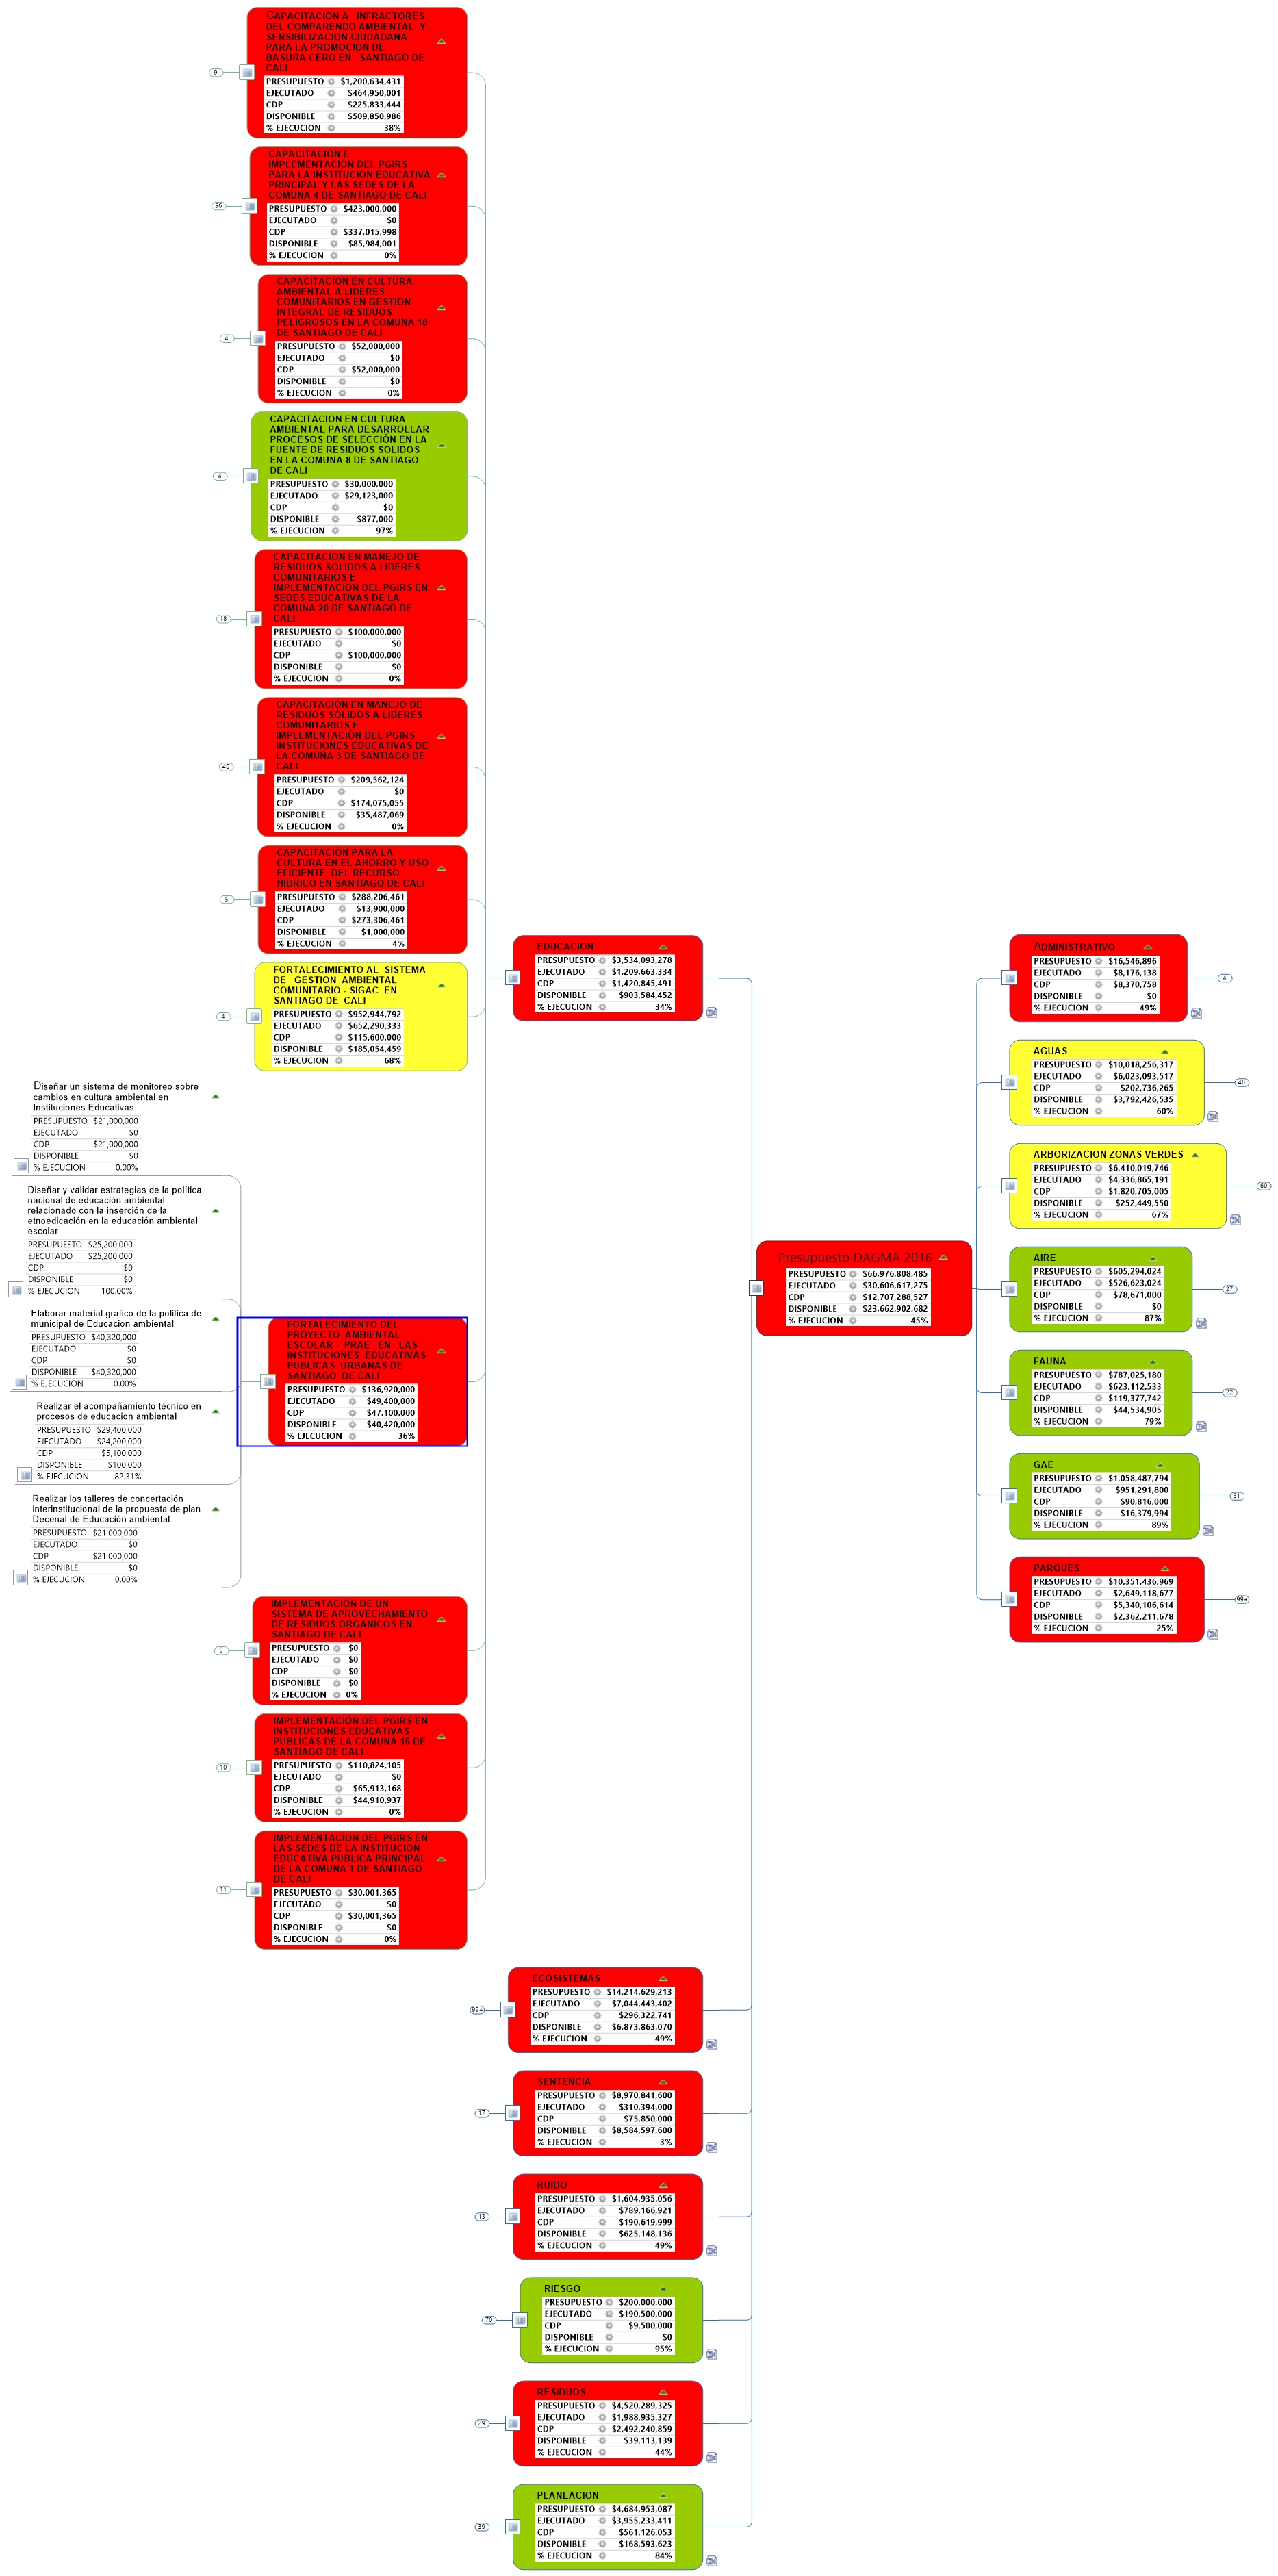 CAPACITACIÓN A INFRACTORES
DEL COMPARENDO AMBIENTAL Y
SENSIBILIZACION CIUDADANA
PARA LA PROMOCION DE
BASURA CERO EN SANTIAGO DE
CALI
9
PRESUPUESTO $1,200,634,431
EJECUTADO $464,950,001
CDP $225,833,444
DISPONIBLE $509,850,986
% EJECUCION 38%
CAPACITACIÓN E
IMPLEMENTACIÓN DEL PGIRS
PARA LA INSTITUCION EDUCATIVA
PRINCIPAL Y LAS SEDES DE LA
COMUNA 4 DE SANTIAGO DE CALI
56
PRESUPUESTO $423,000,000
EJECUTADO $0
CDP $337,015,998
DISPONIBLE $85,984,001
% EJECUCION 0%
CAPACITACION EN CULTURA
AMBIENTAL A LIDERES
COMUNITARIOS EN GESTION
INTEGRAL DE RESIDUOS
PELIGROSOS EN LA COMUNA 18
DE SANTIAGO DE CALI
4
PRESUPUESTO $52,000,000
EJECUTADO $0
CDP $52,000,000
DISPONIBLE $0
% EJECUCION 0%
CAPACITACION EN CULTURA
AMBIENTAL PARA DESARROLLAR
PROCESOS DE SELECCIÓN EN LA
FUENTE DE RESIDUOS SOLIDOS
EN LA COMUNA 8 DE SANTIAGO
DE CALI
4
PRESUPUESTO $30,000,000
EJECUTADO $29,123,000
CDP $0
DISPONIBLE $877,000
% EJECUCION 97%
CAPACITACION EN MANEJO DE
RESIDUOS SOLIDOS A LIDERES
COMUNITARIOS E
IMPLEMENTACION DEL PGIRS EN
SEDES EDUCATIVAS DE LA
COMUNA 20 DE SANTIAGO DE
CALI
18
PRESUPUESTO $100,000,000
EJECUTADO $0
CDP $100,000,000
DISPONIBLE $0
% EJECUCION 0%
CAPACITACIÓN EN MANEJO DE
RESIDUOS SÓLIDOS A LIDERES
COMUNITARIOS E
IMPLEMENTACIÓN DEL PGIRS
INSTITUCIONES EDUCATIVAS DE
LA COMUNA 3 DE SANTIAGO DE
CALI
40
PRESUPUESTO $209,562,124
EJECUTADO $0
CDP $174,075,055
DISPONIBLE $35,487,069
% EJECUCION 0%
CAPACITACIÓN PARA LA
CULTURA EN EL AHORRO Y USO
EFICIENTE DEL RECURSO
HIDRICO EN SANTIAGO DE CALI
5
PRESUPUESTO $288,206,461
EJECUTADO $13,900,000
CDP $273,306,461
DISPONIBLE $1,000,000
% EJECUCION 4%
FORTALECIMIENTO AL SISTEMA
DE GESTION AMBIENTAL
COMUNITARIO - SIGAC EN
SANTIAGO DE CALI
4
PRESUPUESTO $952,944,792
EJECUTADO $652,290,333
CDP $115,600,000
DISPONIBLE $185,054,459
% EJECUCION 68%
Diseñar un sistema de monitoreo sobre
cambios en cultura ambiental en
Instituciones Educativas
PRESUPUESTO $21,000,000
EJECUTADO $0
CDP $21,000,000
DISPONIBLE $0
% EJECUCION 0.00%
Diseñar y validar estrategias de la política
nacional de educación ambiental
relacionado con la inserción de la
etnoedicación en la educación ambiental
escolar
PRESUPUESTO $25,200,000
EJECUTADO $25,200,000
CDP $0
DISPONIBLE $0
% EJECUCION 100.00%
Elaborar material grafico de la politica de
municipal de Educacion ambiental
PRESUPUESTO $40,320,000
EJECUTADO $0
CDP $0
DISPONIBLE $40,320,000
% EJECUCION 0.00%
Realizar el acompañamiento técnico en
procesos de educacion ambiental
PRESUPUESTO $29,400,000
EJECUTADO $24,200,000
CDP $5,100,000
DISPONIBLE $100,000
% EJECUCION 82.31%
Realizar los talleres de concertación
interinstitucional de la propuesta de plan
Decenal de Educación ambiental
PRESUPUESTO $21,000,000
EJECUTADO $0
CDP $21,000,000
DISPONIBLE $0
% EJECUCION 0.00%
FORTALECIMIENTO DEL
PROYECTO AMBIENTAL
ESCOLAR - PRAE EN LAS
INSTITUCIONES EDUCATIVAS
PUBLICAS URBANAS DE
SANTIAGO DE CALI
PRESUPUESTO $136,920,000
EJECUTADO $49,400,000
CDP $47,100,000
DISPONIBLE $40,420,000
% EJECUCION 36%
IMPLEMENTACIÓN DE UN
SISTEMA DE APROVECHAMIENTO
DE RESIDUOS ORGANICOS EN
SANTIAGO DE CALI
5
PRESUPUESTO $0
EJECUTADO $0
CDP $0
DISPONIBLE $0
% EJECUCION 0%
IMPLEMENTACIÓN DEL PGIRS EN
INSTITUCIONES EDUCATIVAS
PÚBLICAS DE LA COMUNA 16 DE
SANTIAGO DE CALI
10
PRESUPUESTO $110,824,105
EJECUTADO $0
CDP $65,913,168
DISPONIBLE $44,910,937
% EJECUCION 0%
IMPLEMENTACION DEL PGIRS EN
LAS SEDES DE LA INSTITUCION
EDUCATIVA PUBLICA PRINCIPAL
DE LA COMUNA 1 DE SANTIAGO
DE CALI
11
PRESUPUESTO $30,001,365
EJECUTADO $0
CDP $30,001,365
DISPONIBLE $0
% EJECUCION 0%
EDUCACION
PRESUPUESTO $3,534,093,278
EJECUTADO $1,209,663,334
CDP $1,420,845,491
DISPONIBLE $903,584,452
% EJECUCION 34%
ECOSISTEMAS
PRESUPUESTO $14,214,629,213
EJECUTADO $7,044,443,402
99+
CDP $296,322,741
DISPONIBLE $6,873,863,070
% EJECUCION 49%
SENTENCIA
PRESUPUESTO $8,970,841,600
EJECUTADO $310,394,000
17
CDP $75,850,000
DISPONIBLE $8,584,597,600
% EJECUCION 3%
RUIDO
PRESUPUESTO $1,604,935,056
EJECUTADO $789,166,921
13
CDP $190,619,999
DISPONIBLE $625,148,136
% EJECUCION 49%
RIESGO
PRESUPUESTO $200,000,000
EJECUTADO $190,500,000
70
CDP $9,500,000
DISPONIBLE $0
% EJECUCION 95%
RESIDUOS
PRESUPUESTO $4,520,289,325
EJECUTADO $1,988,935,327
29
CDP $2,492,240,859
DISPONIBLE $39,113,139
% EJECUCION 44%
PLANEACION
PRESUPUESTO $4,684,953,087
EJECUTADO $3,955,233,411
39
CDP $561,126,053
DISPONIBLE $168,593,623
% EJECUCION 84%
Presupuesto DAGMA 2016
PRESUPUESTO $66,976,808,485
EJECUTADO $30,606,617,275
CDP $12,707,288,527
DISPONIBLE $23,662,902,682
% EJECUCION 45%
ADMINISTRATIVO
PRESUPUESTO $16,546,896
EJECUTADO $8,176,138
4
CDP $8,370,758
DISPONIBLE $0
% EJECUCION 49%
AGUAS
PRESUPUESTO $10,018,256,317
EJECUTADO $6,023,093,517
48
CDP $202,736,265
DISPONIBLE $3,792,426,535
% EJECUCION 60%
ARBORIZACION ZONAS VERDES
PRESUPUESTO $6,410,019,746
EJECUTADO $4,336,865,191
60
CDP $1,820,705,005
DISPONIBLE $252,449,550
% EJECUCION 67%
AIRE
PRESUPUESTO $605,294,024
EJECUTADO $526,623,024
27
CDP $78,671,000
DISPONIBLE $0
% EJECUCION 87%
FAUNA
PRESUPUESTO $787,025,180
EJECUTADO $623,112,533
22
CDP $119,377,742
DISPONIBLE $44,534,905
% EJECUCION 79%
GAE
PRESUPUESTO $1,058,487,794
EJECUTADO $951,291,800
31
CDP $90,816,000
DISPONIBLE $16,379,994
% EJECUCION 89%
PARQUES
PRESUPUESTO $10,351,436,969
EJECUTADO $2,649,118,677
99+
CDP $5,340,106,614
DISPONIBLE $2,362,211,678
% EJECUCION 25%